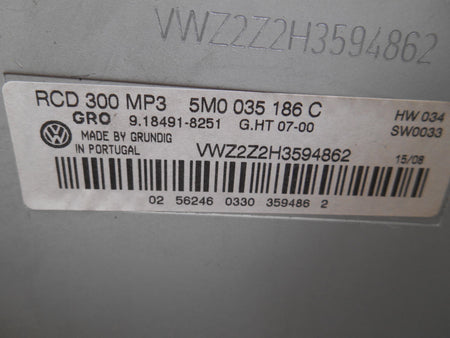 VWZ2Z2H3594862
RCD 300 MP3 5M0 035 186 C
GRO 9.18491-8251 G.HT 07-00 HW 034
MADE BY GRUNDIG SW0033
IN PORTUGAL VWZ2Z2H3594862 15/08
02 56246 0330 359486 2